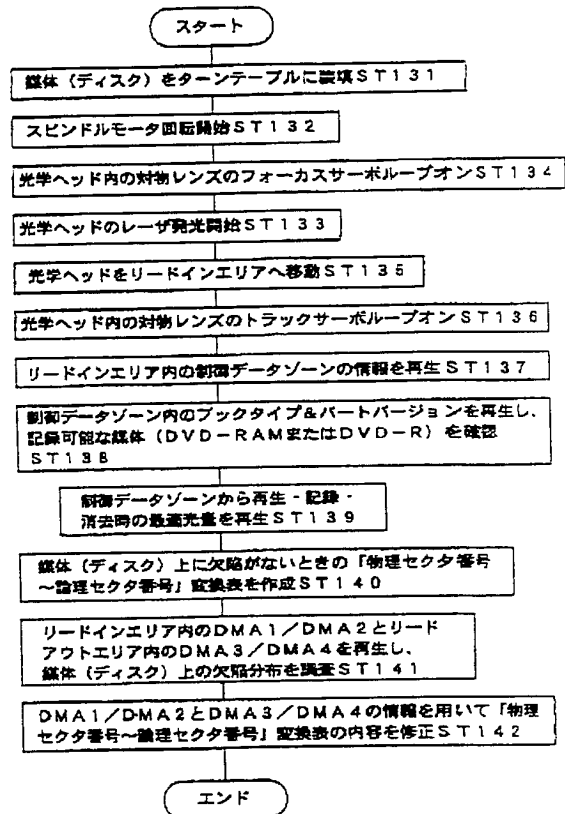 スタート
媒体（ディスク）をターンテーブルに装填ＳＴ１３１
スピンドルモータ回転開始ＳＴ１３２
光学ヘッド内の対物レンズのフォーカスサーボループオンＳＴ１３４
光学ヘッドのレーザ発光開始ＳＴ１３３
光学ヘッドをリードインエリアへ移動ＳＴ１３５
光学ヘッド内の対物レンズのトラックサーボループオンＳＴ１３６
リードインエリア内の制御データゾーンの情報を再生ＳＴ１３７
制御データゾーン内のブックタイプ＆パートバージョンを再生し、
記録可能な媒体（ＤＶＤ－ＲＡＭまたはＤＶＤ－Ｒ）を確認
ＳＴ１３８
制御データゾーンから再生・記録・
消去時の最適光量を再生ＳＴ１３９
媒体（ディスク）上に欠陥がないときの「物理セクタ番号
～論理セクタ番号」変換表を作成ＳＴ１４０
リードインエリア内のＤＭＡ１／ＤＭＡ２とリード
アウトエリア内のＤＭＡ３／ＤＭＡ４を再生し、
媒体（ディスク）上の欠陥分布を調査ＳＴ１４１
ＤＭＡ１／ＤＭＡ２とＤＭＡ３／ＤＭＡ４の情報を用いて「物理
セクタ番号～論理セクタ番号」変換表の内容を修正ＳＴ１４２
エンド